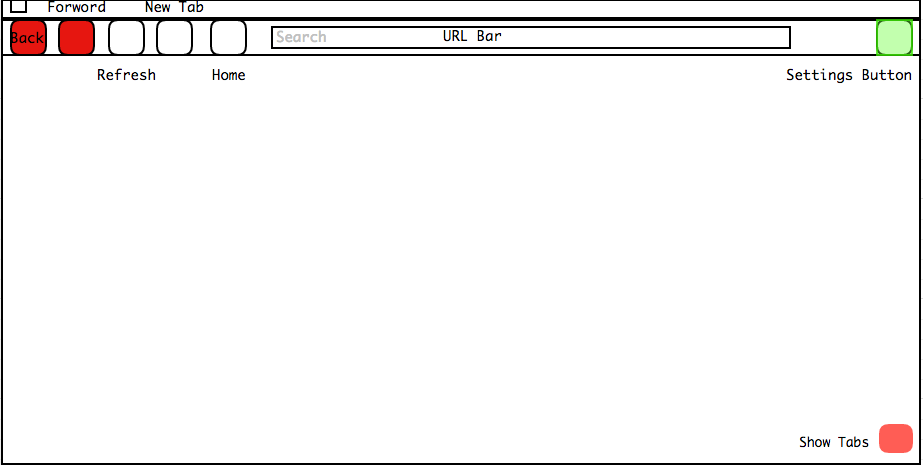 Forword New Tab
Back
Search URL Bar
Refresh Home Settings Button
Show Tabs